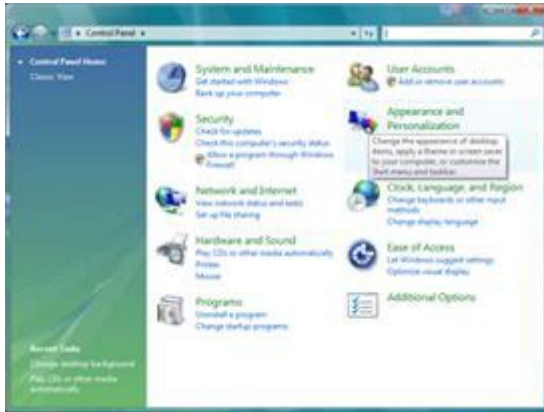 Control Panel
Control Panel Home
Classic View
System and Maintenance
Get started with Windows
Back up your computer
Security
Check for updates
Check this computer's security status
Allow a program through Windows
Firewall
Network and Internet
View network status and tasks
Set up file sharing
Hardware and Sound
Play CDs or other media automatically
Printer
Mouse
Programs
Uninstall a program
Change startup programs
User Accounts
Add or remove user accounts
Appearance and
Personalization
Change the appearance of desktop
items, apply a theme or screen saver
to your computer, or customize the
Start menu and taskbar.
Clock, Language, and Region
Change keyboards or other input
methods
Change display language
Ease of Access
Let Windows suggest settings
Optimize visual display
Additional Options
Recent Tasks
Change desktop background
Play CDs or other media
automatically